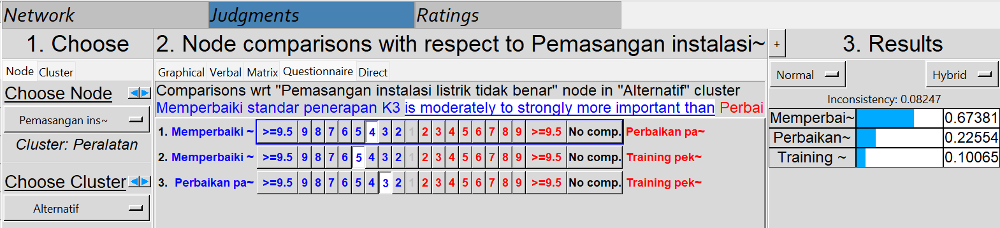 Network Judgments Ratings
1. Choose
Node Cluster
Choose Node
Pemasangan ins~
Cluster: Peralatan
Choose Cluster
Alternatif
2. Node comparisons with respect to Pemasangan instalasi~
Graphical Verbal Matrix Questionnaire Direct
Comparisons wrt "Pemasangan instalasi listrik tidak benar" node in "Alternatif" cluster
Memperbaiki standar penerapan K3 is moderately to strongly more important than Perbai
1. Memperbaiki ~ >=9.5 9 8 7 6 5 4 3 2 1 2 3 4 5 6 7 8 9 >=9.5 No comp. Perbaikan pa~
2. Memperbaiki ~ >=9.5 9 8 7 6 5 4 3 2 1 2 3 4 5 6 7 8 9 >=9.5 No comp. Training pek~
3. Perbaikan pa~ >=9.5 9 8 7 6 5 4 3 2 1 2 3 4 5 6 7 8 9 >=9.5 No comp. Training pek~
+ 3. Results
Normal Hybrid
Inconsistency: 0.08247
Memperbai~ 0.67381
Perbaikan~ 0.22554
Training ~ 0.10065